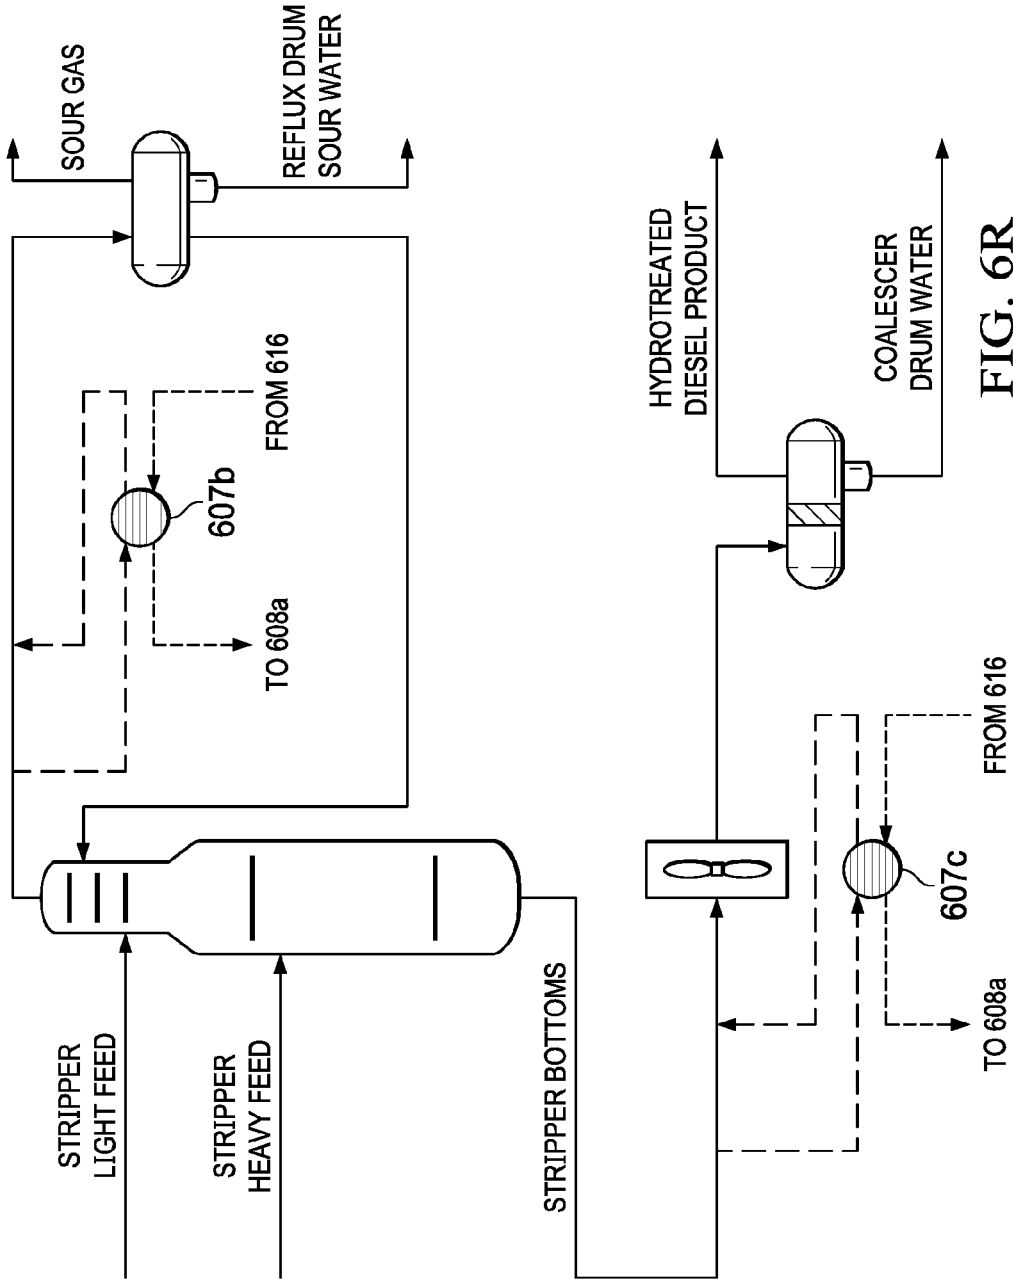 SOUR GAS
REFLUX DRUM
SOUR WATER
FROM 616
607b
TO 608a
STRIPPER
LIGHT FEED
STRIPPER
HEAVY FEED
STRIPPER BOTTOMS
HYDROTREATED
DIESEL PRODUCT
COALESCER
DRUM WATER
FROM 616
607c
TO 608a
FIG. 6R